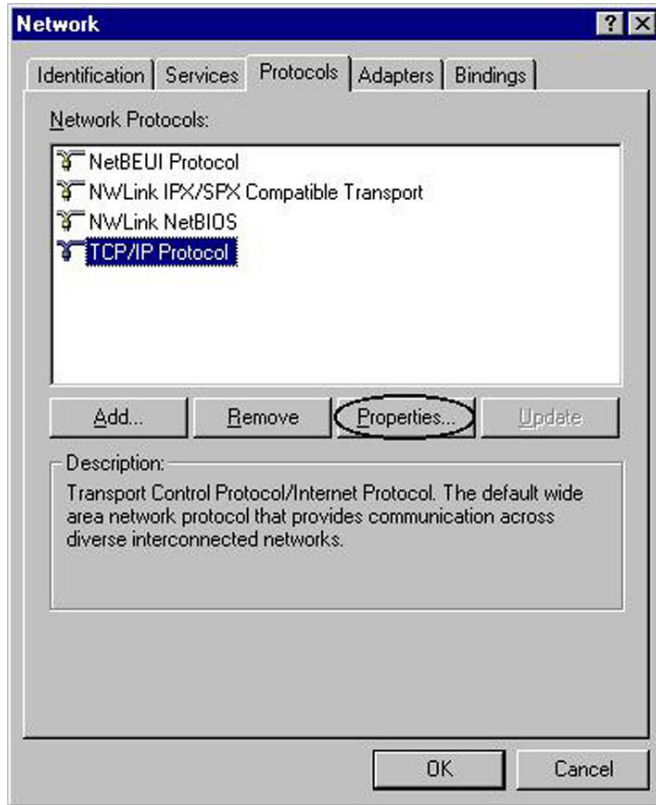 Network
Identification
Services
Protocols
Adapters
Bindings
Network Protocols:
NetBEUI Protocol
NWLink IPX/SPX Compatible Transport
NWLink NetBIOS
TCP/IP Protocol
Add...
Remove
Properties...
Update
Description:
Transport Control Protocol/Internet Protocol. The default wide
area network protocol that provides communication across
diverse interconnected networks.
OK
Cancel